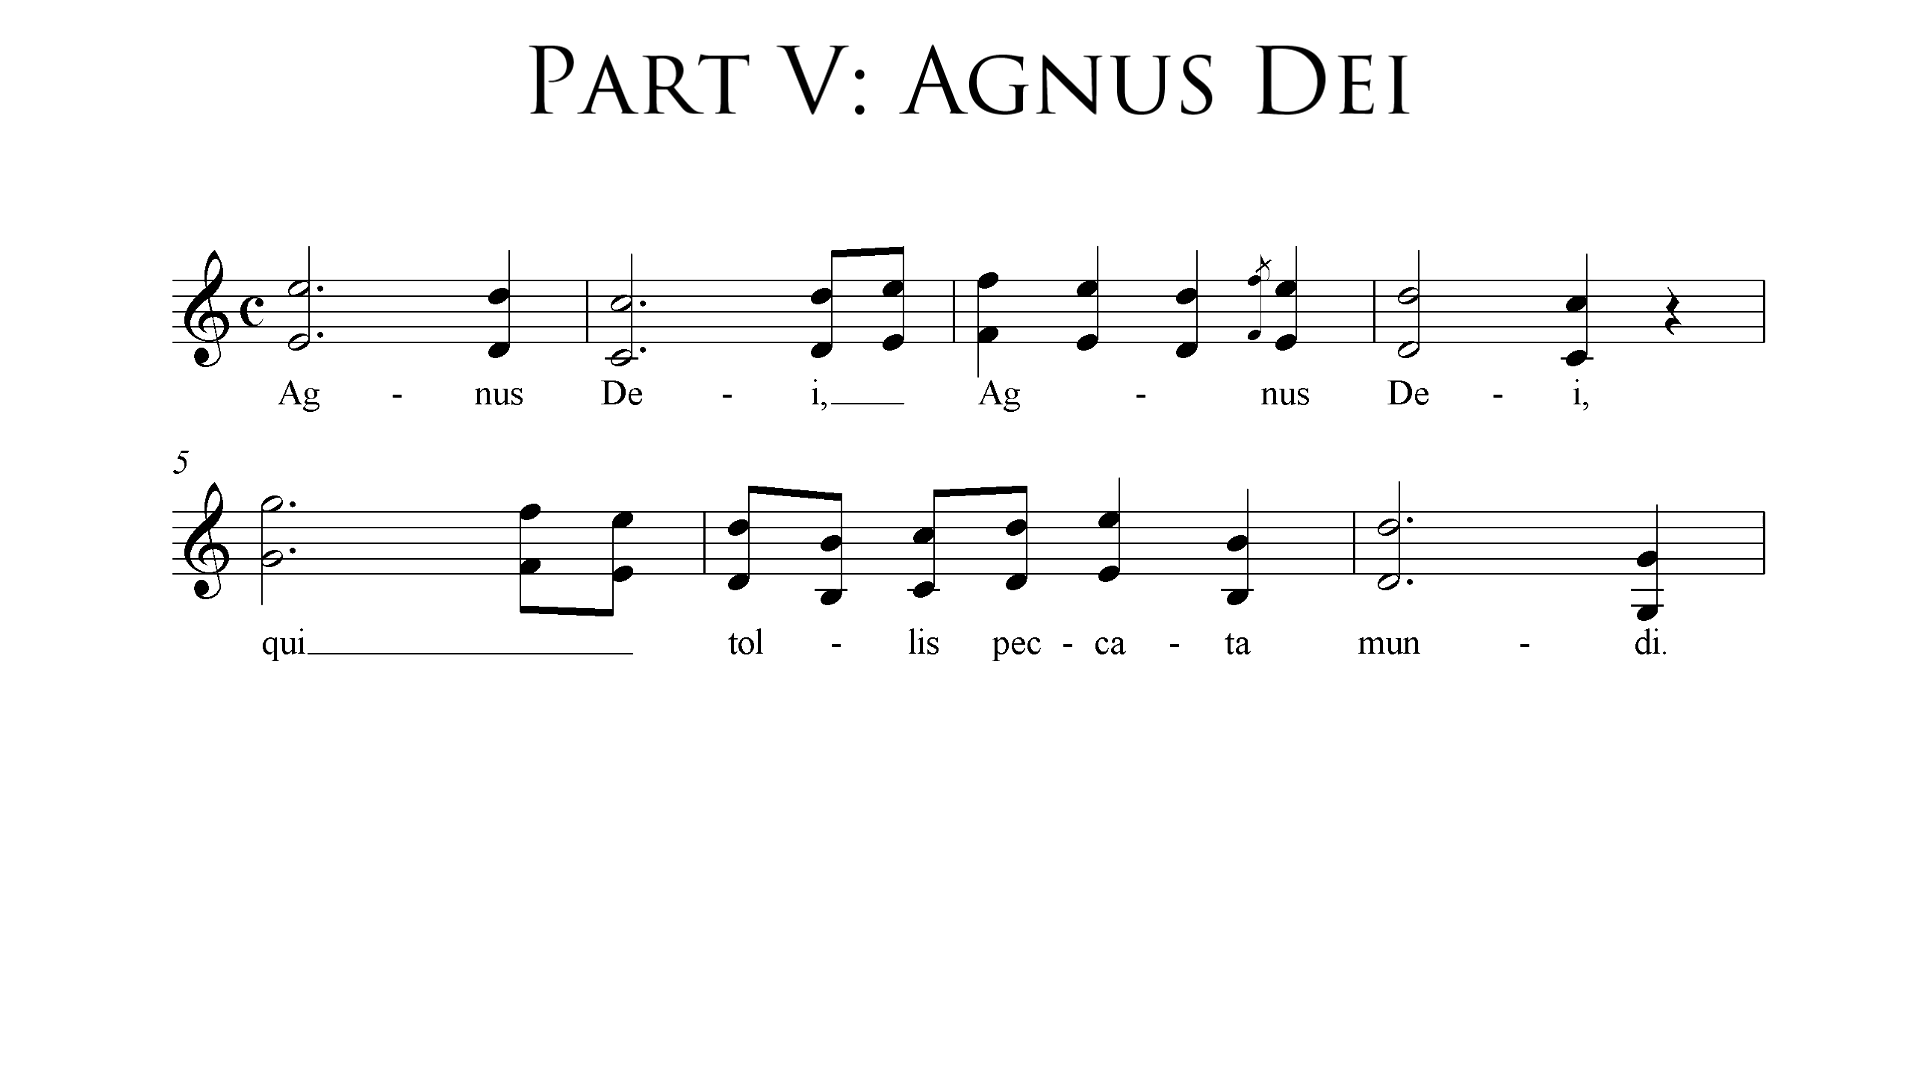 PART V: AGNUS DEI
Ag - nus De - i, Ag - nus De - i,
5
qui tol - lis pec - ca - ta mun - di.